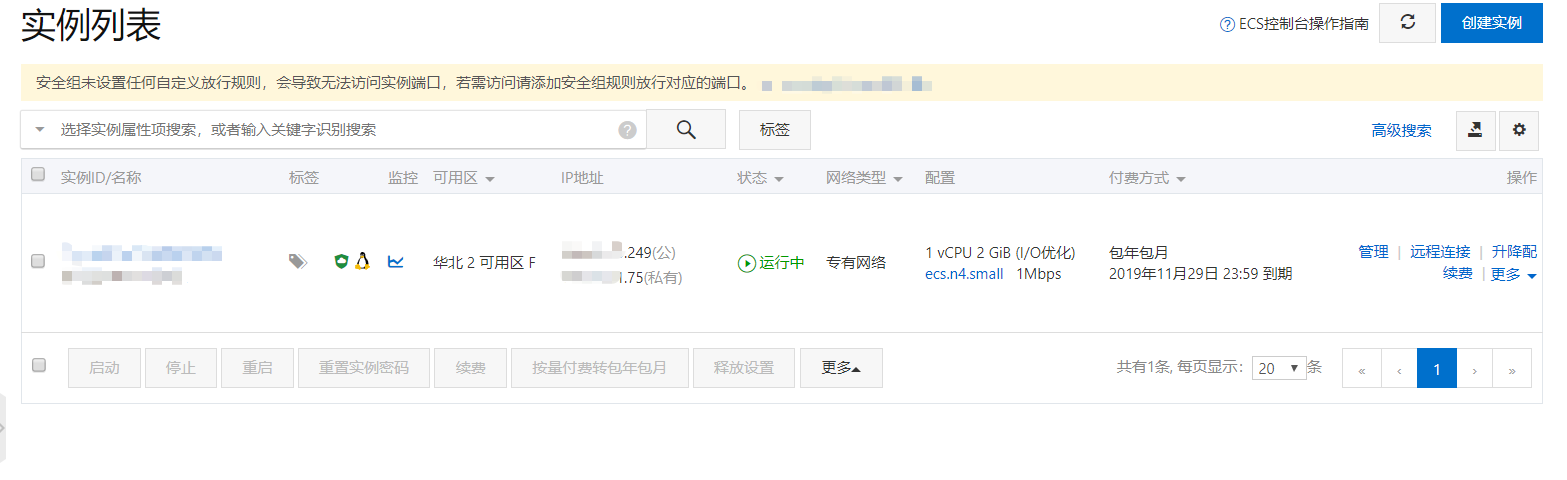 实例列表
ECS控制台操作指南
创建实例
安全组未设置任何自定义放行规则，会导致无法访问实例端口，若需访问请添加安全组规则放行对应的端口。
选择实例属性项搜索，或者输入关键字识别搜索
标签
高级搜索
实例ID/名称 标签 监控 可用区 IP地址 状态 网络类型 配置 付费方式 操作
华北 2 可用区 F
.249(公)
.75(私有)
运行中
专有网络
1 vCPU 2 GiB (I/O优化)
ecs.n4.small 1Mbps
包年包月
2019年11月29日 23:59 到期
管理 | 远程连接 | 升降配
续费 | 更多
启动 停止 重启 重置实例密码 续费 按量付费转包年包月 释放设置 更多
共有1条, 每页显示： 20 条 « ‹ 1 › »